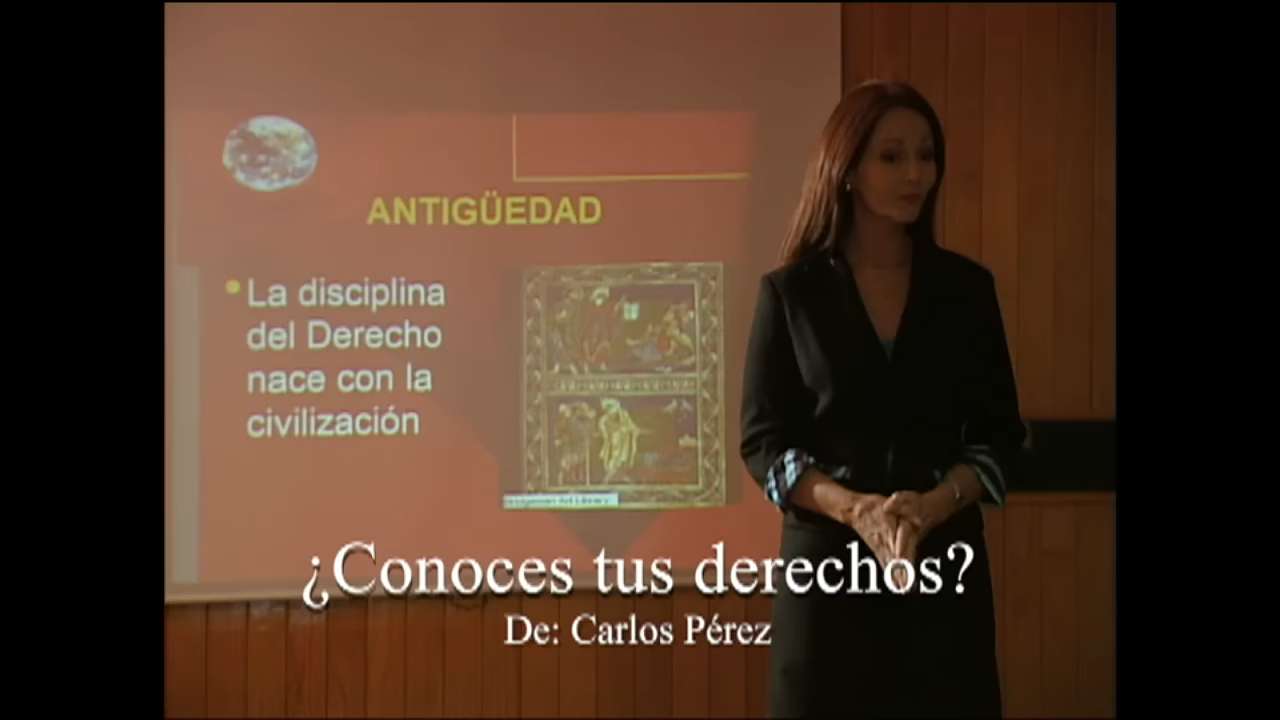 ANTIGÜEDAD
La disciplina
del Derecho
nace con la
civilización
¿Conoces tus derechos?
De: Carlos Pérez